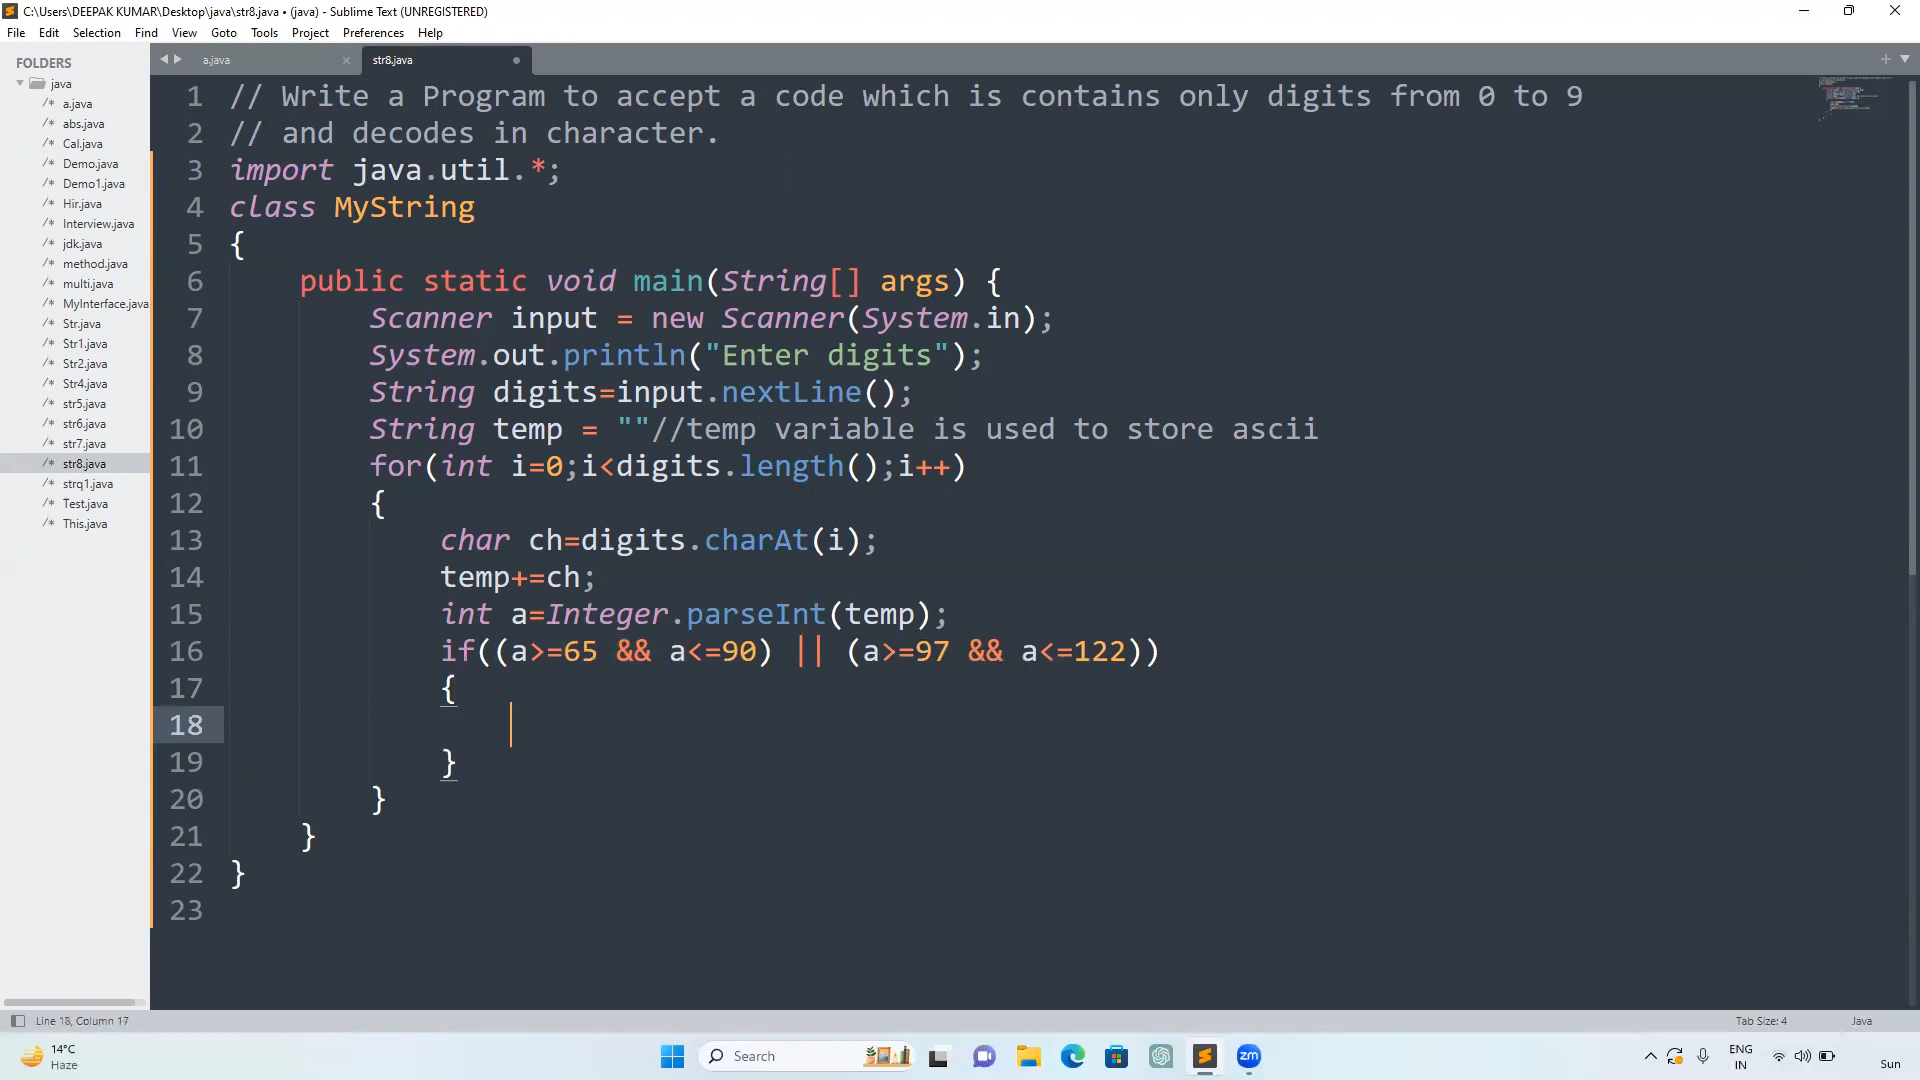 C:\Users\DEEPAK KUMAR\Desktop\java\str8.java • (java) - Sublime Text (UNREGISTERED)
File Edit Selection Find View Goto Tools Project Preferences Help
FOLDERS
java
/* a.java
/* abs.java
/* Cal.java
/* Demo.java
/* Demo1.java
/* Hir.java
/* Interview.java
/* jdk.java
/* method.java
/* multi.java
/* MyInterface.java
/* Str.java
/* Str1.java
/* Str2.java
/* Str4.java
/* str5.java
/* str6.java
/* str7.java
/* str8.java
/* strq1.java
/* Test.java
/* This.java
a.java str8.java
1 // Write a Program to accept a code which is contains only digits from 0 to 9
2 // and decodes in character.
3 import java.util.*;
4 class MyString
5 {
6 public static void main(String[] args) {
7 Scanner input = new Scanner(System.in);
8 System.out.println("Enter digits");
9 String digits=input.nextLine();
10 String temp = ""//temp variable is used to store ascii
11 for(int i=0;i<digits.length();i++)
12 {
13 char ch=digits.charAt(i);
14 temp+=ch;
15 int a=Integer.parseInt(temp);
16 if((a>=65 && a<=90) || (a>=97 && a<=122))
17 {
18
19 }
20 }
21 }
22 }
23
Line 18, Column 17 Tab Size: 4 Java
14°C
Haze
Search
zm
ENG
IN
Sun